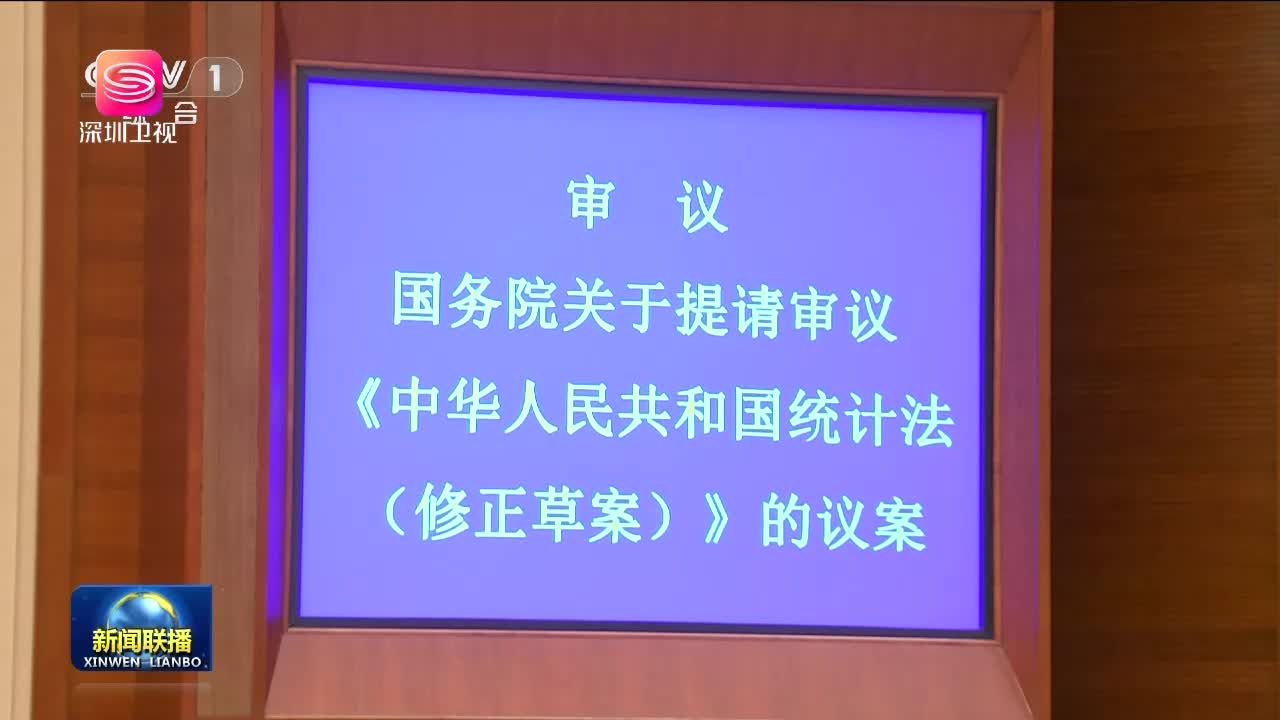 1
合
深圳卫视
审 议
国务院关于提请审议
《中华人民共和国统计法
（修正草案）》的议案
新闻联播
XINWEN LIANBO